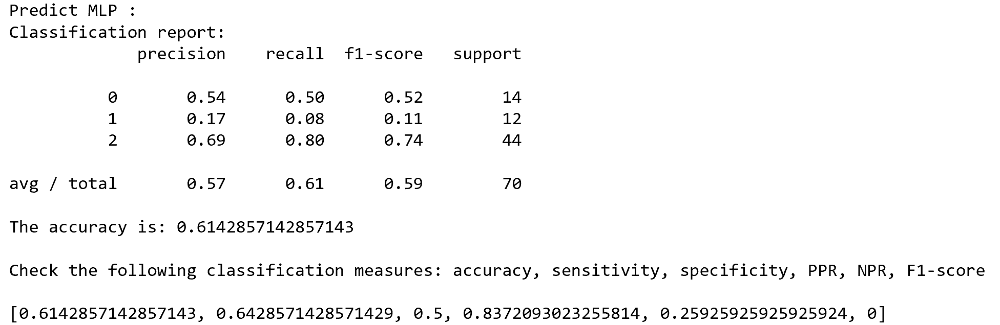 Predict MLP :
Classification report:
precision recall f1-score support
0 0.54 0.50 0.52 14
1 0.17 0.08 0.11 12
2 0.69 0.80 0.74 44
avg / total 0.57 0.61 0.59 70
The accuracy is: 0.6142857142857143
Check the following classification measures: accuracy, sensitivity, specificity, PPR, NPR, F1-score
[0.6142857142857143, 0.6428571428571429, 0.5, 0.8372093023255814, 0.25925925925925924, 0]